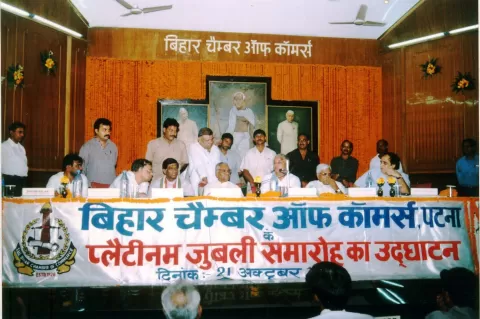 बिहार चैम्बर ऑफ कॉमर्स
बिहार चैम्बर ऑफ कॉमर्स, पटना
के
प्लैटिनम जुबली समारोह का उद्घाटन
दिनांक:- 21 अक्टूबर